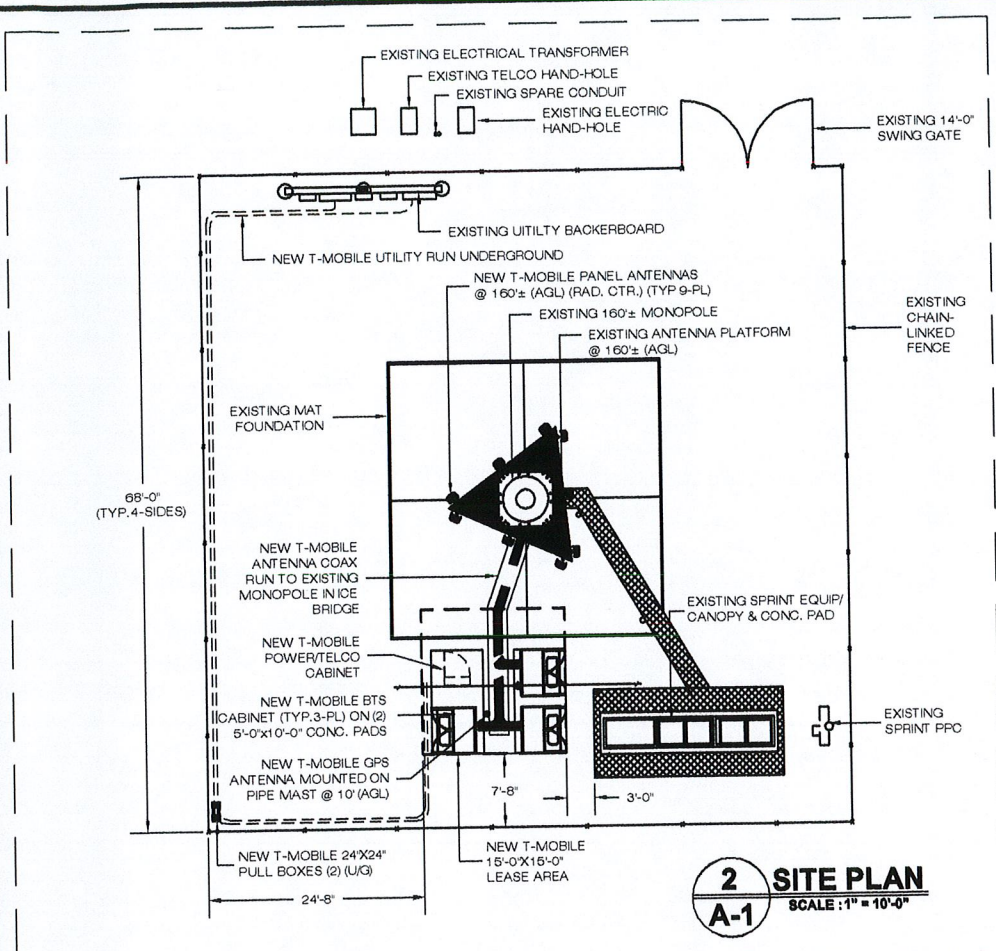 EXISTING ELECTRICAL TRANSFORMER
EXISTING TELCO HAND-HOLE
EXISTING SPARE CONDUIT
EXISTING ELECTRIC
HAND-HOLE
EXISTING 14'-0"
SWING GATE
EXISTING UITILTY BACKERBOARD
NEW T-MOBILE UTILITY RUN UNDERGROUND
NEW T-MOBILE PANEL ANTENNAS
@ 160'± (AGL) (RAD. CTR.) (TYP 9-PL)
EXISTING 160'± MONOPOLE
EXISTING ANTENNA PLATFORM
@ 160'± (AGL)
EXISTING
CHAIN-
LINKED
FENCE
EXISTING MAT
FOUNDATION
68'-0"
(TYP.4-SIDES)
NEW T-MOBILE
ANTENNA COAX
RUN TO EXISTING
MONOPOLE IN ICE
BRIDGE
EXISTING SPRINT EQUIP/
CANOPY & CONC. PAD
NEW T-MOBILE
POWER/TELCO
CABINET
NEW T-MOBILE BTS
CABINET (TYP.3-PL) ON (2)
5'-0"x10'-0" CONC. PADS
EXISTING
SPRINT PPC
NEW T-MOBILE GPS
ANTENNA MOUNTED ON
PIPE MAST @ 10' (AGL)
7'-8"
3'-0"
NEW T-MOBILE 24"X24"
PULL BOXES (2) (U/G)
NEW T-MOBILE
15'-0"X15'-0"
LEASE AREA
24'-8"
2
A-1
SITE PLAN
SCALE : 1" = 10'-0"